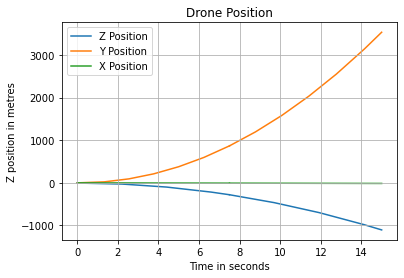 Drone Position
Z Position
Y Position
X Position
Z position in metres
3000
2000
1000
0
−1000
0 2 4 6 8 10 12 14
Time in seconds